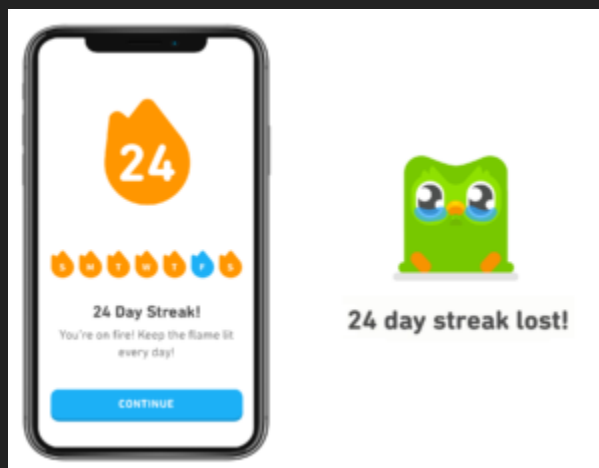 24
S M T W T F S
24 Day Streak!
You're on fire! Keep the flame lit
every day!
CONTINUE
24 day streak lost!